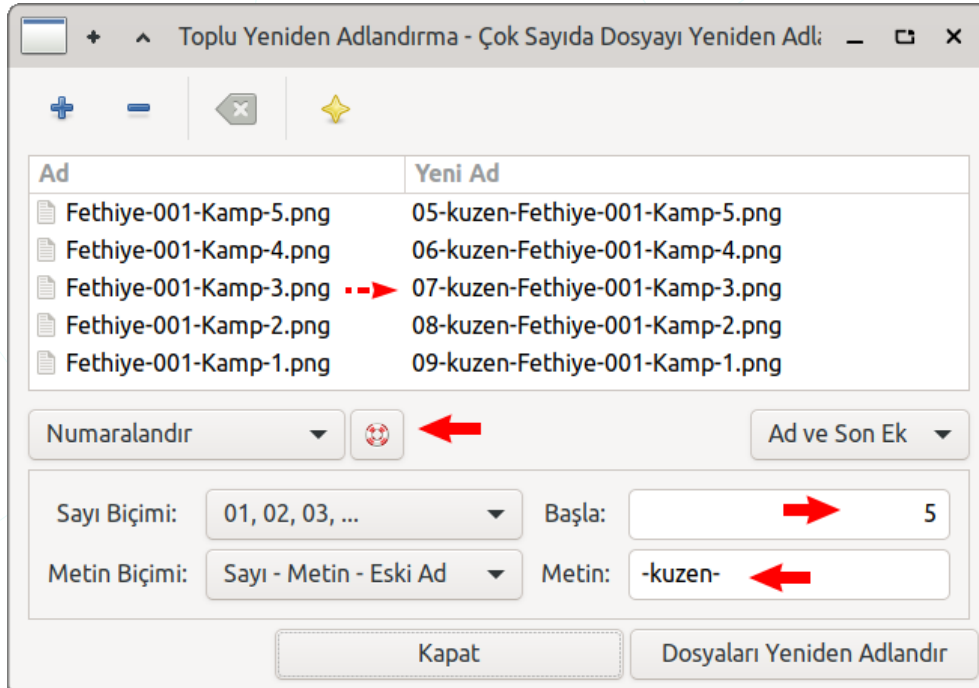 Toplu Yeniden Adlandırma - Çok Sayıda Dosyayı Yeniden Adla
Ad Yeni Ad
Fethiye-001-Kamp-5.png 05-kuzen-Fethiye-001-Kamp-5.png
Fethiye-001-Kamp-4.png 06-kuzen-Fethiye-001-Kamp-4.png
Fethiye-001-Kamp-3.png 07-kuzen-Fethiye-001-Kamp-3.png
Fethiye-001-Kamp-2.png 08-kuzen-Fethiye-001-Kamp-2.png
Fethiye-001-Kamp-1.png 09-kuzen-Fethiye-001-Kamp-1.png
Numaralandır Ad ve Son Ek
Sayı Biçimi: 01, 02, 03, ... Başla: 5
Metin Biçimi: Sayı - Metin - Eski Ad Metin: -kuzen-
Kapat Dosyaları Yeniden Adlandır